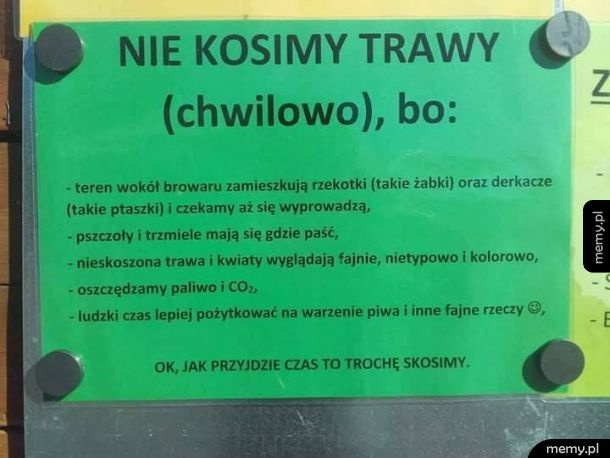 NIE KOSIMY TRAWY
(chwilowo), bo:
- teren wokół browaru zamieszkują rzekotki (takie żabki) oraz derkacze
(takie ptaszki) i czekamy aż się wyprowadzą,
- pszczoły i trzmiele mają się gdzie paść,
- nieskoszona trawa i kwiaty wyglądają fajnie, nietypowo i kolorowo,
- oszczędzamy paliwo i CO₂,
- ludzki czas lepiej pożytkować na warzenie piwa i inne fajne rzeczy ☺,
OK, JAK PRZYJDZIE CZAS TO TROCHĘ SKOSIMY.
memy.pl
memy.pl